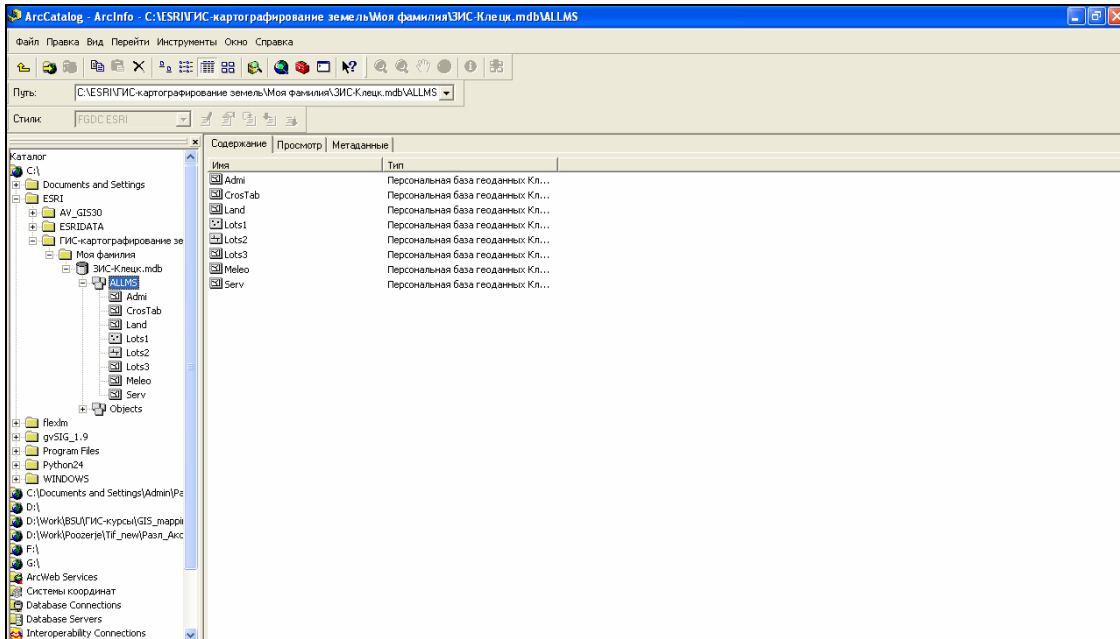 ArcCatalog - ArcInfo - C:\ESRI\ГИС-картографирование земель\Моя фамилия\ЗИС-Клецк.mdb\ALLMS
Файл Правка Вид Перейти Инструменты Окно Справка
Путь: C:\ESRI\ГИС-картографирование земель\Моя фамилия\ЗИС-Клецк.mdb\ALLMS
Стили: FGDC ESRI
Содержание Просмотр Метаданные
Каталог
C:\
Documents and Settings
ESRI
AV_GIS30
ESRIDATA
ГИС-картографирование зе
Моя фамилия
ЗИС-Клецк.mdb
ALLMS
Admi
CrosTab
Land
Lots1
Lots2
Lots3
Meleo
Serv
Objects
flexlm
gvSIG_1.9
Program Files
Python24
WINDOWS
C:\Documents and Settings\Admin\Ра
D:\
D:\Work\BSU\ГИС-курсы\GIS_mappi
D:\Work\Poozerje\Tif_new\Разл_Акс
F:\
G:\
ArcWeb Services
Системы координат
Database Connections
Database Servers
Interoperability Connections
Имя Тип
Admi Персональная база геоданных Кл...
CrosTab Персональная база геоданных Кл...
Land Персональная база геоданных Кл...
Lots1 Персональная база геоданных Кл...
Lots2 Персональная база геоданных Кл...
Lots3 Персональная база геоданных Кл...
Meleo Персональная база геоданных Кл...
Serv Персональная база геоданных Кл...